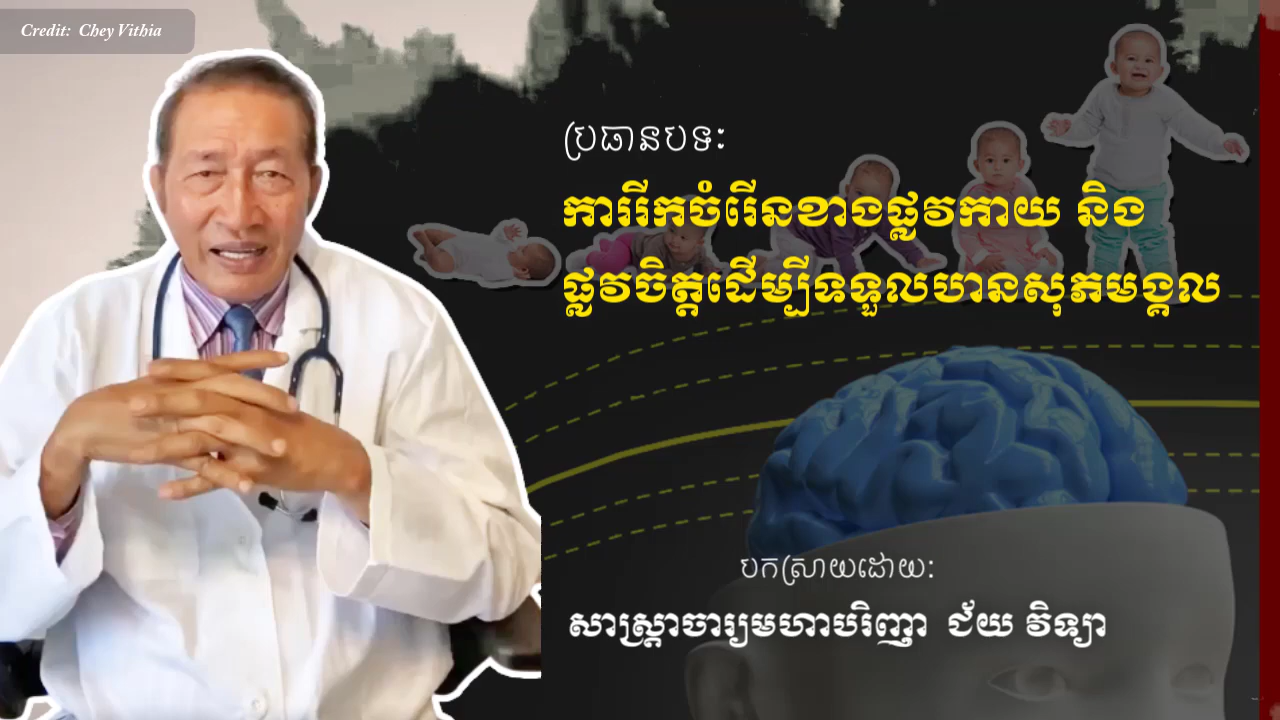 Credit: Chey Vithia
ប្រធានបទ:
ការរីកចំរើនខាងផ្លូវកាយ និង
ផ្លូវចិត្តដើម្បីទទួលបានសុភមង្គល
បកស្រាយដោយ:
សាស្ត្រាចារ្យមហាបរិញ្ញា ជ័យ វិទ្យា